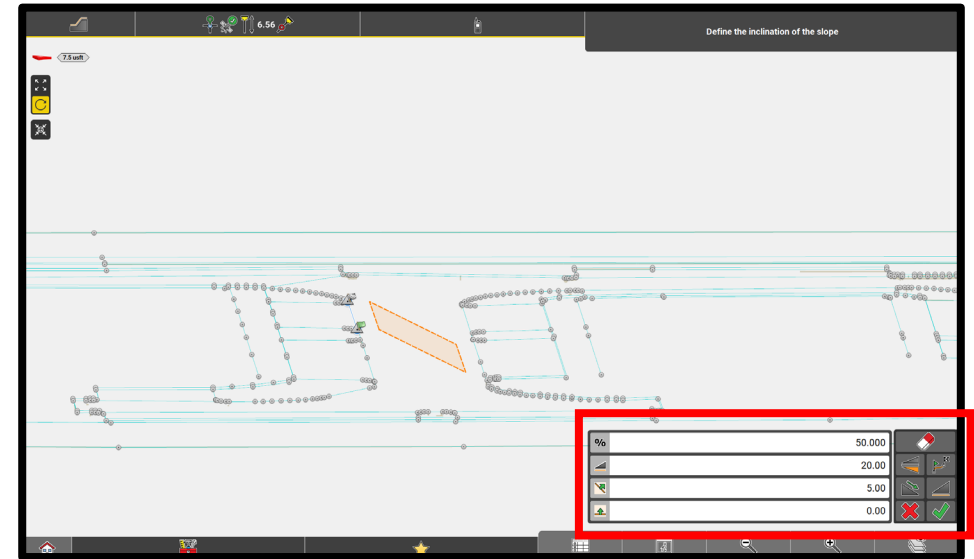 6.56
Define the inclination of the slope
7.5 usft
% 50.000
20.00
5.00
0.00